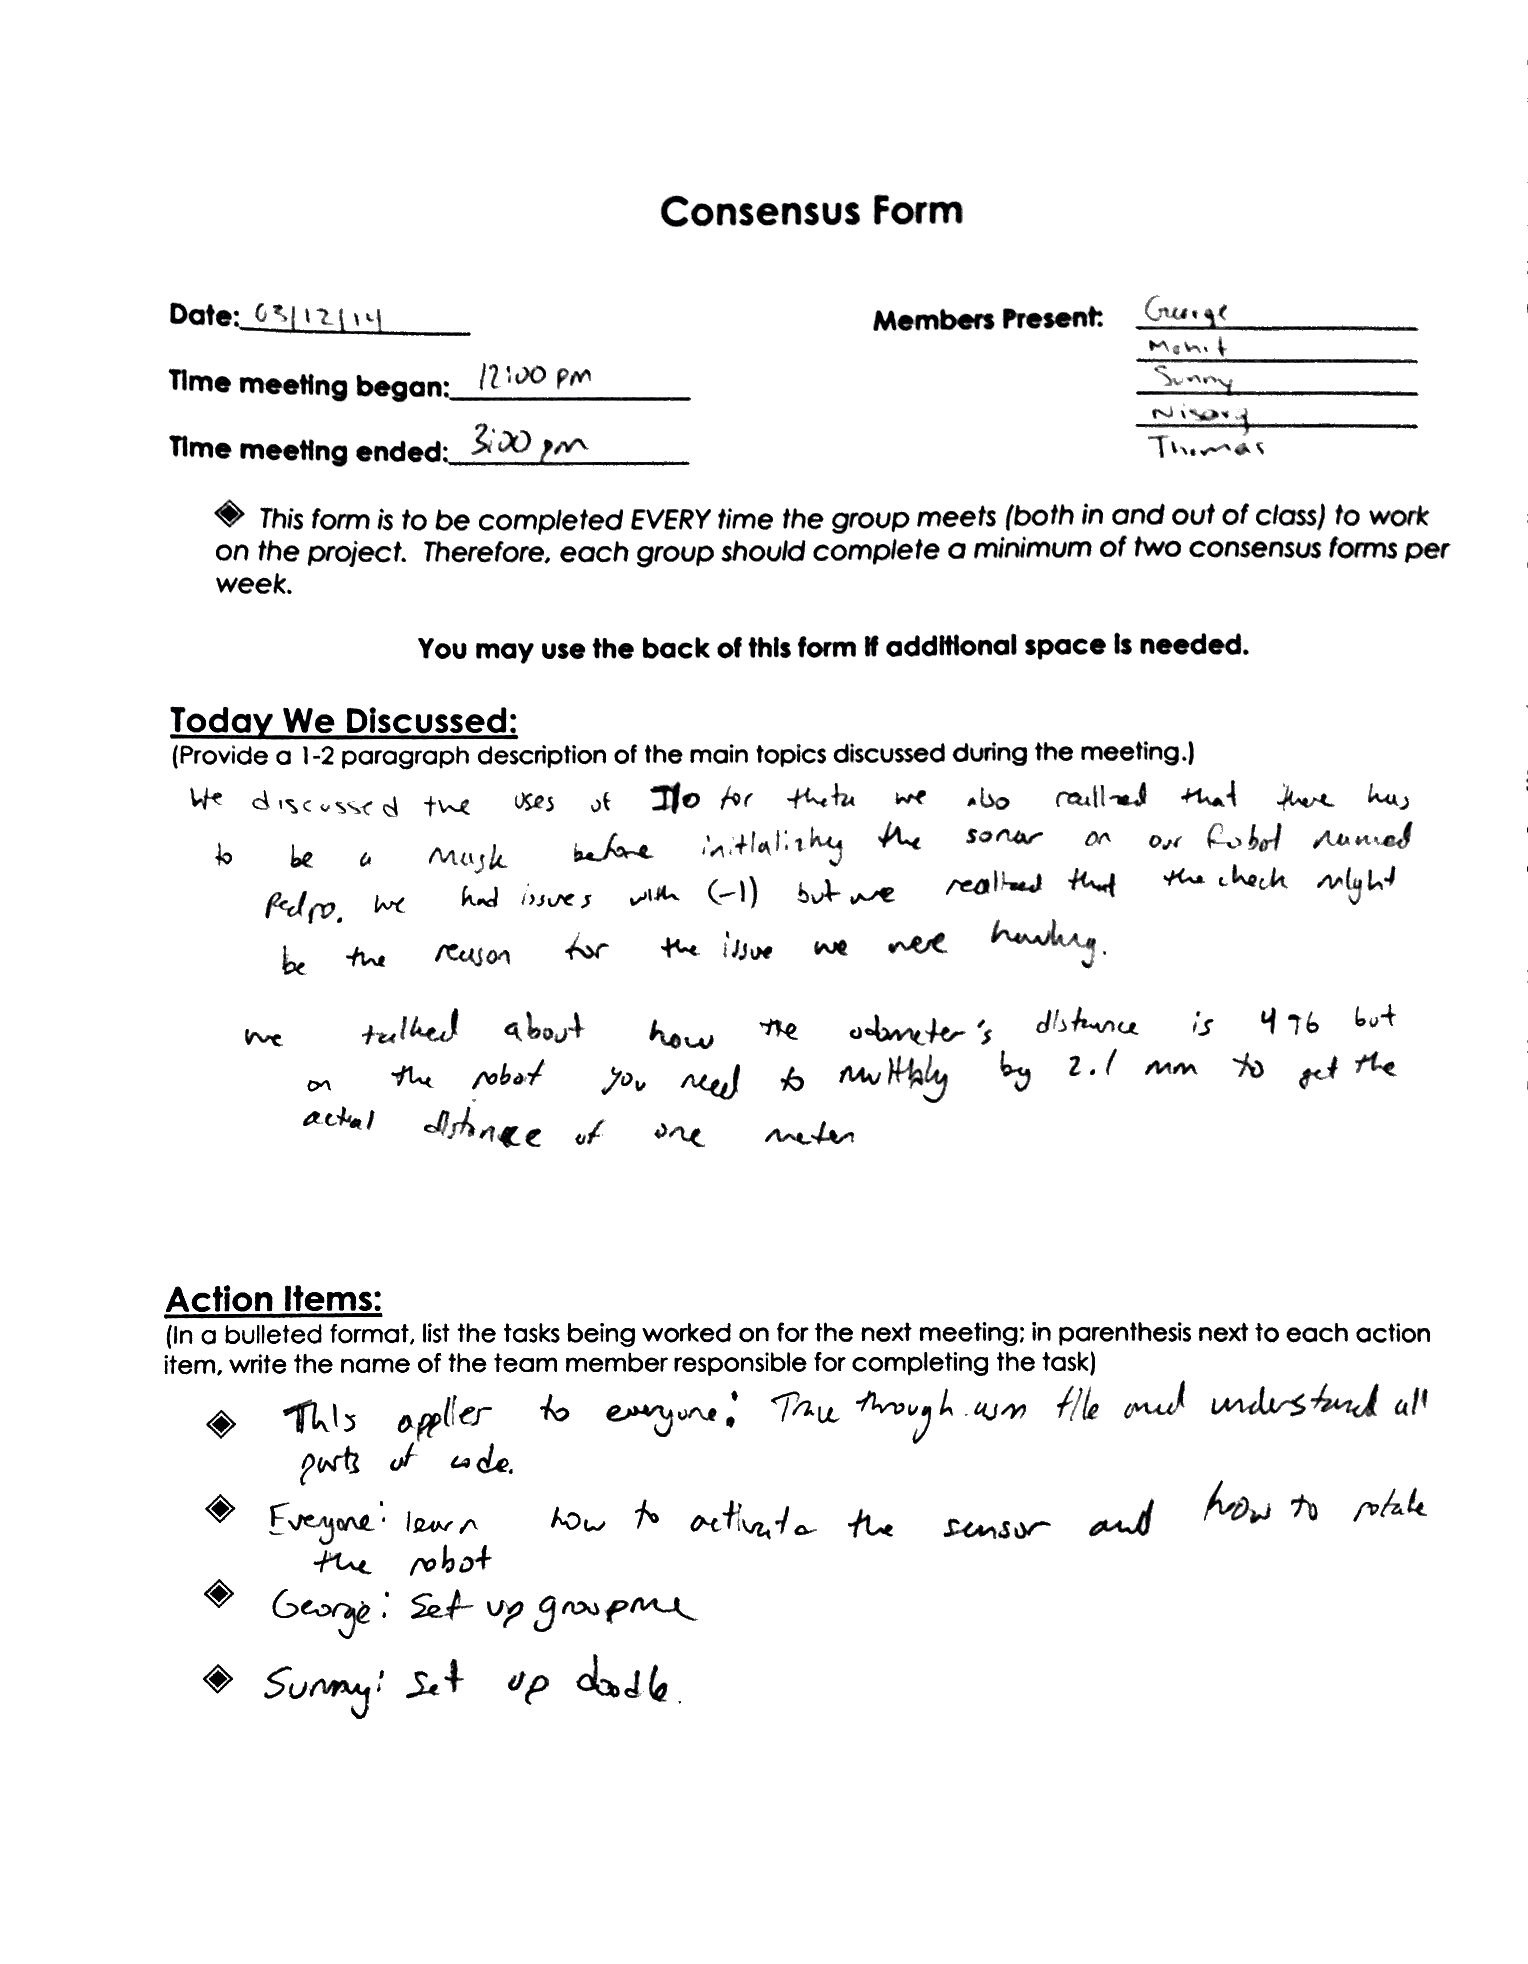 Consensus Form
Date: 03/12/14
Members Present: George
Mohit
Time meeting began: 12:00 pm
Sunny
Nisarg
Time meeting ended: 3:00 pm
Thomas
This form is to be completed EVERY time the group meets (both in and out of class) to work
on the project. Therefore, each group should complete a minimum of two consensus forms per
week.
You may use the back of this form if additional space is needed.
Today We Discussed:
(Provide a 1-2 paragraph description of the main topics discussed during the meeting.)
We discussed the uses of for theta we also realized that there has
to be a mask before initializing the sonar on our Robot named
Pedro. We had issues with (-1) but we realized that the check might
be the reason for the issue we were having.
we talked about how the odometer's distance is 476 but
on the robot you need to multiply by 2.1 mm to get the
actual distance of one meter
Action Items:
(In a bulleted format, list the tasks being worked on for the next meeting; in parenthesis next to each action
item, write the name of the team member responsible for completing the task)
This applies to everyone: through asm file and understand all
parts of code.
Everyone: learn how to activate the sensor and how to rotate
the robot
George: Set up groupme
Sunny: Set up doodle.